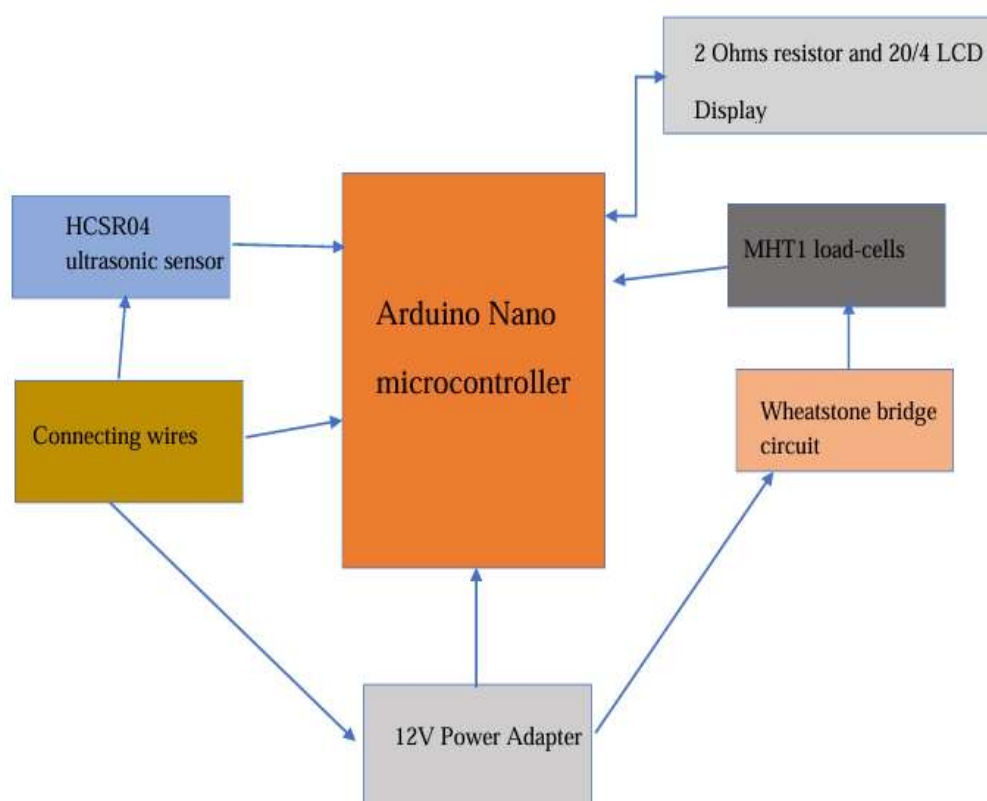 2 Ohms resistor and 20/4 LCD
Display
HCSR04
ultrasonic sensor
MHT1 load-cells
Arduino Nano
microcontroller
Connecting wires
Wheatstone bridge
circuit
12V Power Adapter